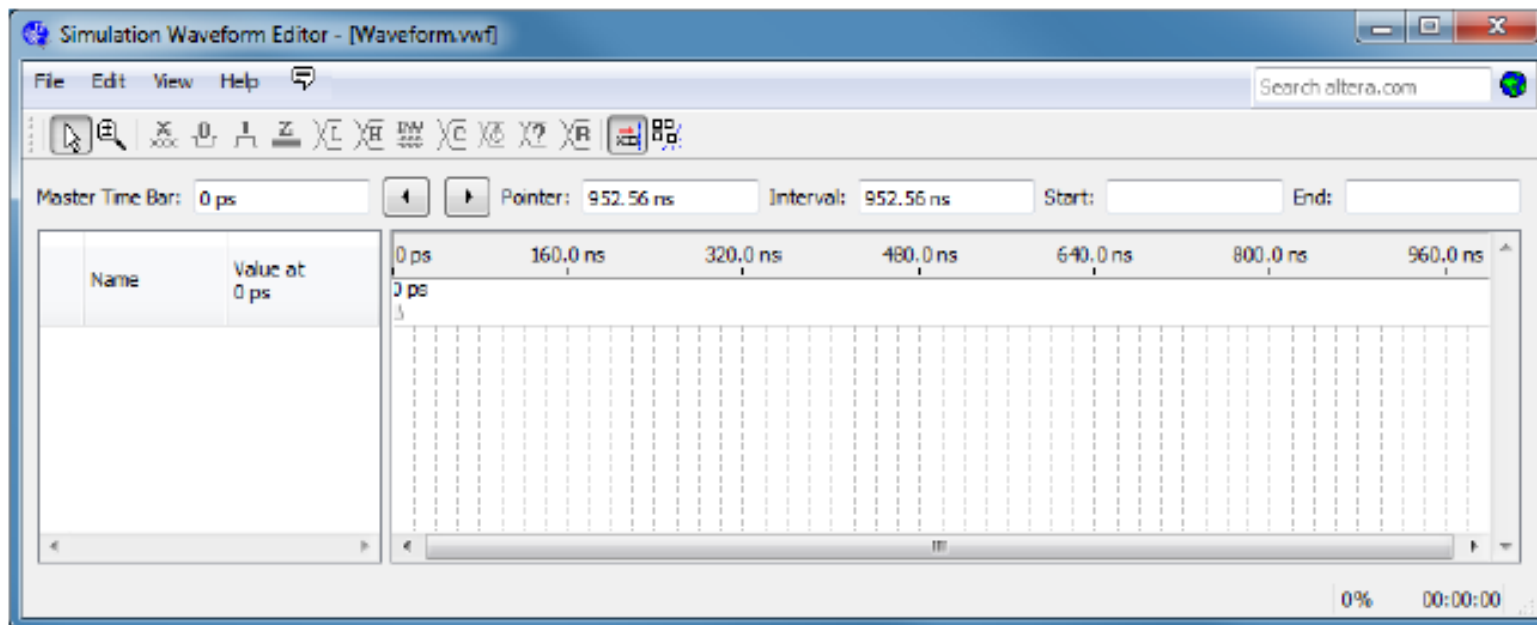 Simulation Waveform Editor - [Waveform.vwf]
File Edit View Help Search altera.com
Master Time Bar: 0 ps Pointer: 952.56 ns Interval: 952.56 ns Start: End:
Name Value at 0 ps
0 ps 160.0 ns 320.0 ns 480.0 ns 640.0 ns 800.0 ns 960.0 ns
0 ps
0% 00:00:00